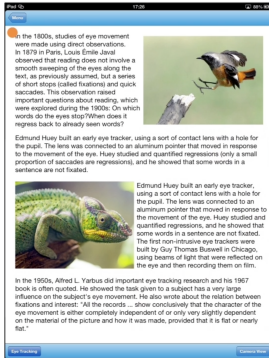 iPad
17:26
88%
Menu
In the 1800s, studies of eye movement
were made using direct observations.
In 1879 in Paris, Louis Émile Javal
observed that reading does not involve a
smooth sweeping of the eyes along the
text, as previously assumed, but a series
of short stops (called fixations) and quick
saccades. This observation raised
important questions about reading, which
were explored during the 1900s: On which
words do the eyes stop?When does it
regress back to already seen words?
Edmund Huey built an early eye tracker, using a sort of contact lens with a hole for
the pupil. The lens was connected to an aluminum pointer that moved in response
to the movement of the eye. Huey studied and quantified regressions (only a small
proportion of saccades are regressions), and he showed that some words in a
sentence are not fixated.
Edmund Huey built an early eye tracker,
using a sort of contact lens with a hole for
the pupil. The lens was connected to an
aluminum pointer that moved in response to
the movement of the eye. Huey studied and
quantified regressions, and he showed that
some words in a sentence are not fixated.
The first non-intrusive eye trackers were
built by Guy Thomas Buswell in Chicago,
using beams of light that were reflected on
the eye and then recording them on film.
In the 1950s, Alfred L. Yarbus did important eye tracking research and his 1967
book is often quoted. He showed the task given to a subject has a very large
influence on the subject's eye movement. He also wrote about the relation between
fixations and interest: "All the records ... show conclusively that the character of the
eye movement is either completely independent of or only very slightly dependent
on the material of the picture and how it was made, provided that it is flat or nearly
flat."
Eye Tracking
Camera View